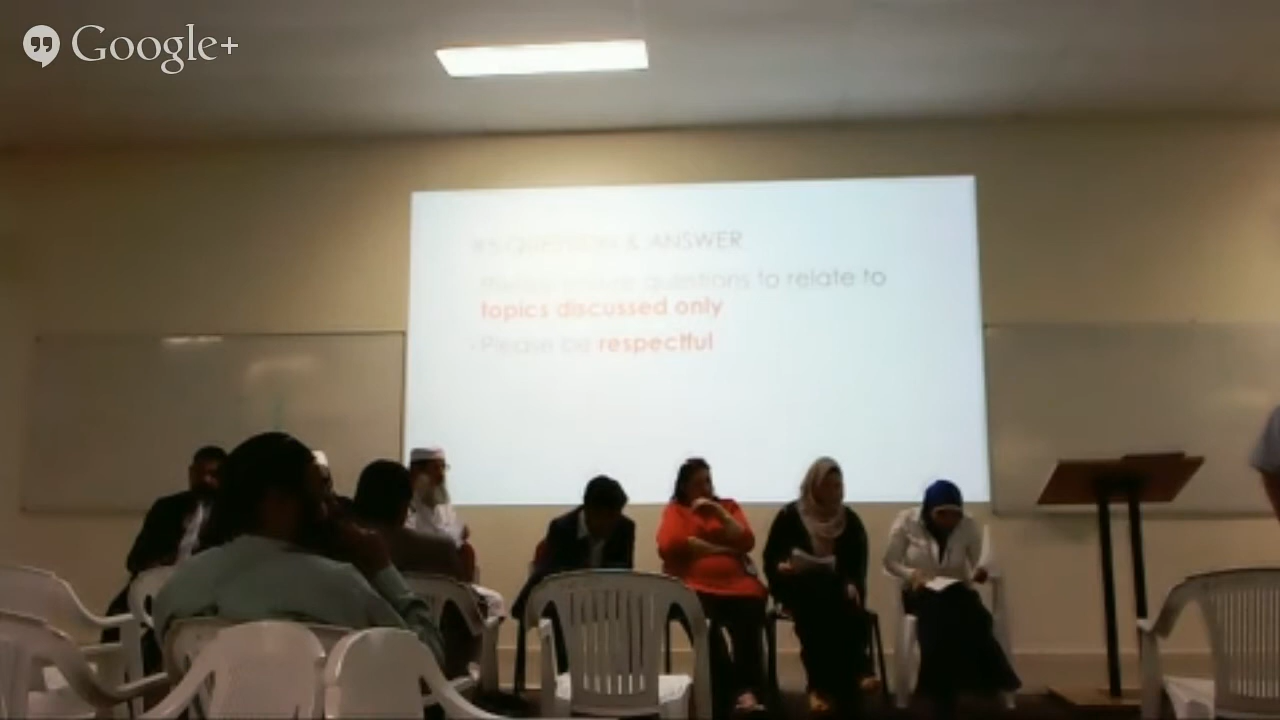 Google+
QUESTION & ANSWER
questions to relate to
topics discussed only
Please be respectful